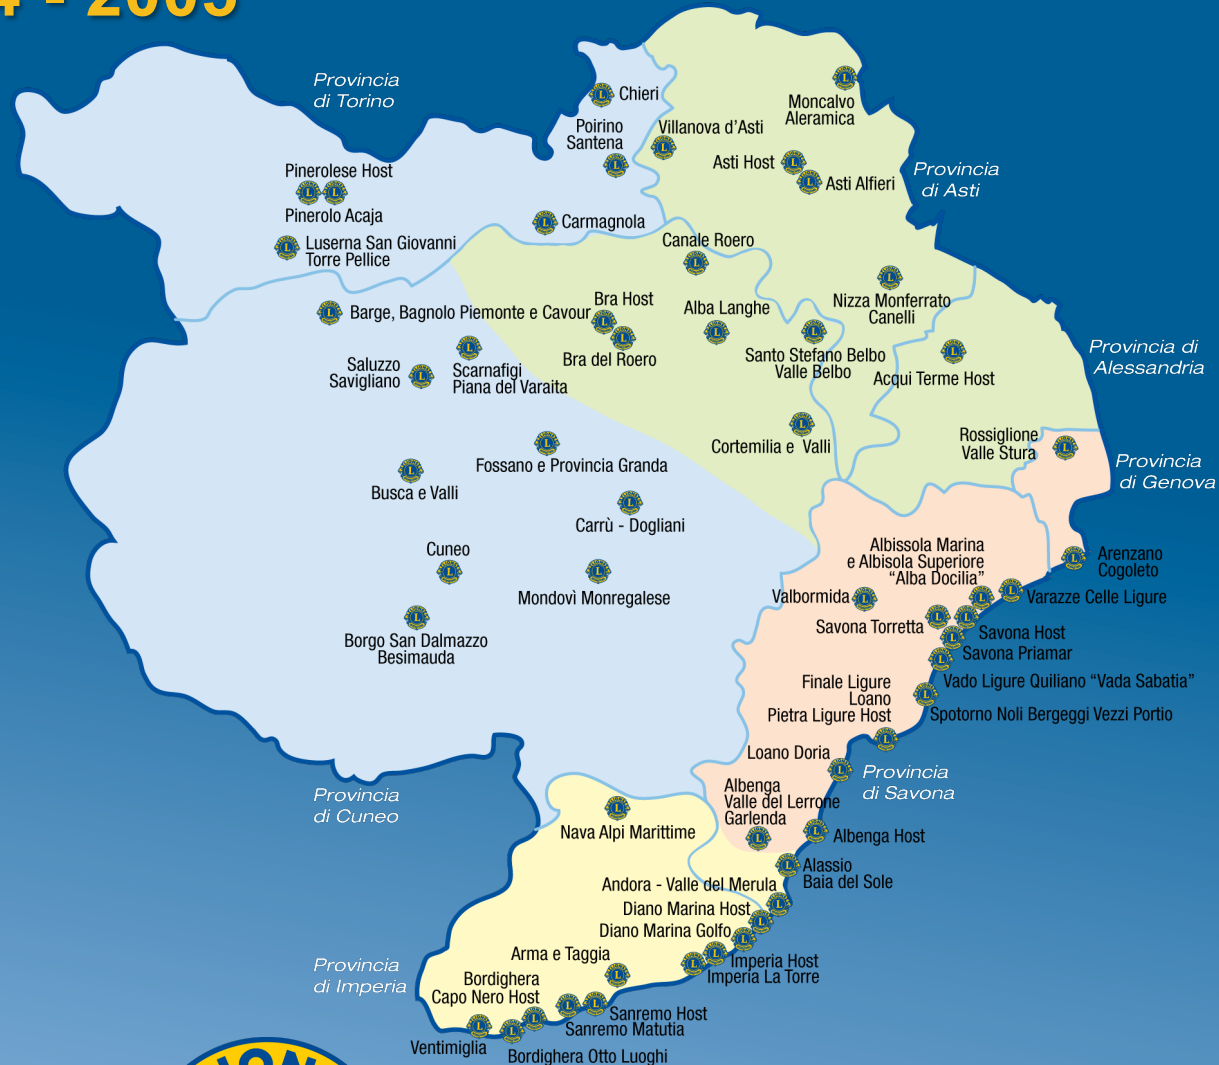 4 - 2005
Provincia
di Torino
Chieri
Poirino
Santena
Villanova d'Asti
Moncalvo
Aleramica
Asti Host
Asti Alfieri
Provincia
di Asti
Pinerolese Host
Pinerolo Acaja
Luserna San Giovanni
Torre Pellice
Carmagnola
Canale Roero
Nizza Monferrato
Canelli
Barge, Bagnolo Piemonte e Cavour
Bra Host
Bra del Roero
Alba Langhe
Santo Stefano Belbo
Valle Belbo
Acqui Terme Host
Provincia di
Alessandria
Saluzzo
Savigliano
Scarnafigi
Piana del Varaita
Cortemilia e Valli
Rossiglione
Valle Stura
Provincia
di Genova
Fossano e Provincia Granda
Busca e Valli
Carrù - Dogliani
Cuneo
Mondovì Monregalese
Borgo San Dalmazzo
Besimauda
Albissola Marina
e Albisola Superiore
“Alba Docilia”
Arenzano
Cogoleto
Valbormida
Varazze Celle Ligure
Savona Torretta
Savona Host
Savona Priamar
Vado Ligure Quiliano “Vada Sabatia”
Finale Ligure
Loano
Pietra Ligure Host
Spotorno Noli Bergeggi Vezzi Portio
Loano Doria
Provincia
di Savona
Provincia
di Cuneo
Albenga
Valle del Lerrone
Garlenda
Nava Alpi Marittime
Albenga Host
Alassio
Baia del Sole
Andora - Valle del Merula
Diano Marina Host
Diano Marina Golfo
Imperia Host
Imperia La Torre
Arma e Taggia
Provincia
di Imperia
Bordighera
Capo Nero Host
Sanremo Host
Sanremo Matutia
Ventimiglia
Bordighera Otto Luoghi
ION